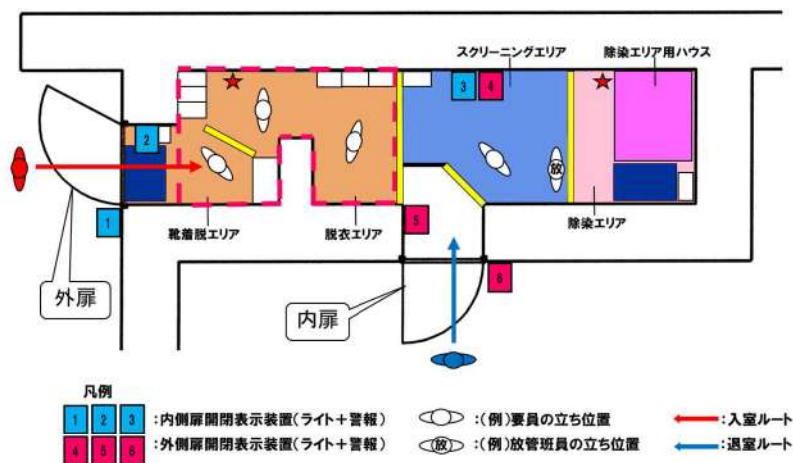 スクリーニングエリア
除染エリア用ハウス
3
4
2
放
1
5
靴着脱エリア
脱衣エリア
除染エリア
6
外扉
内扉
凡例
1 2 3 :内側扉開閉表示装置(ライト+警報)
:(例)要員の立ち位置
:入室ルート
4 5 6 :外側扉開閉表示装置(ライト+警報)
放 :(例)放管班員の立ち位置
:退室ルート